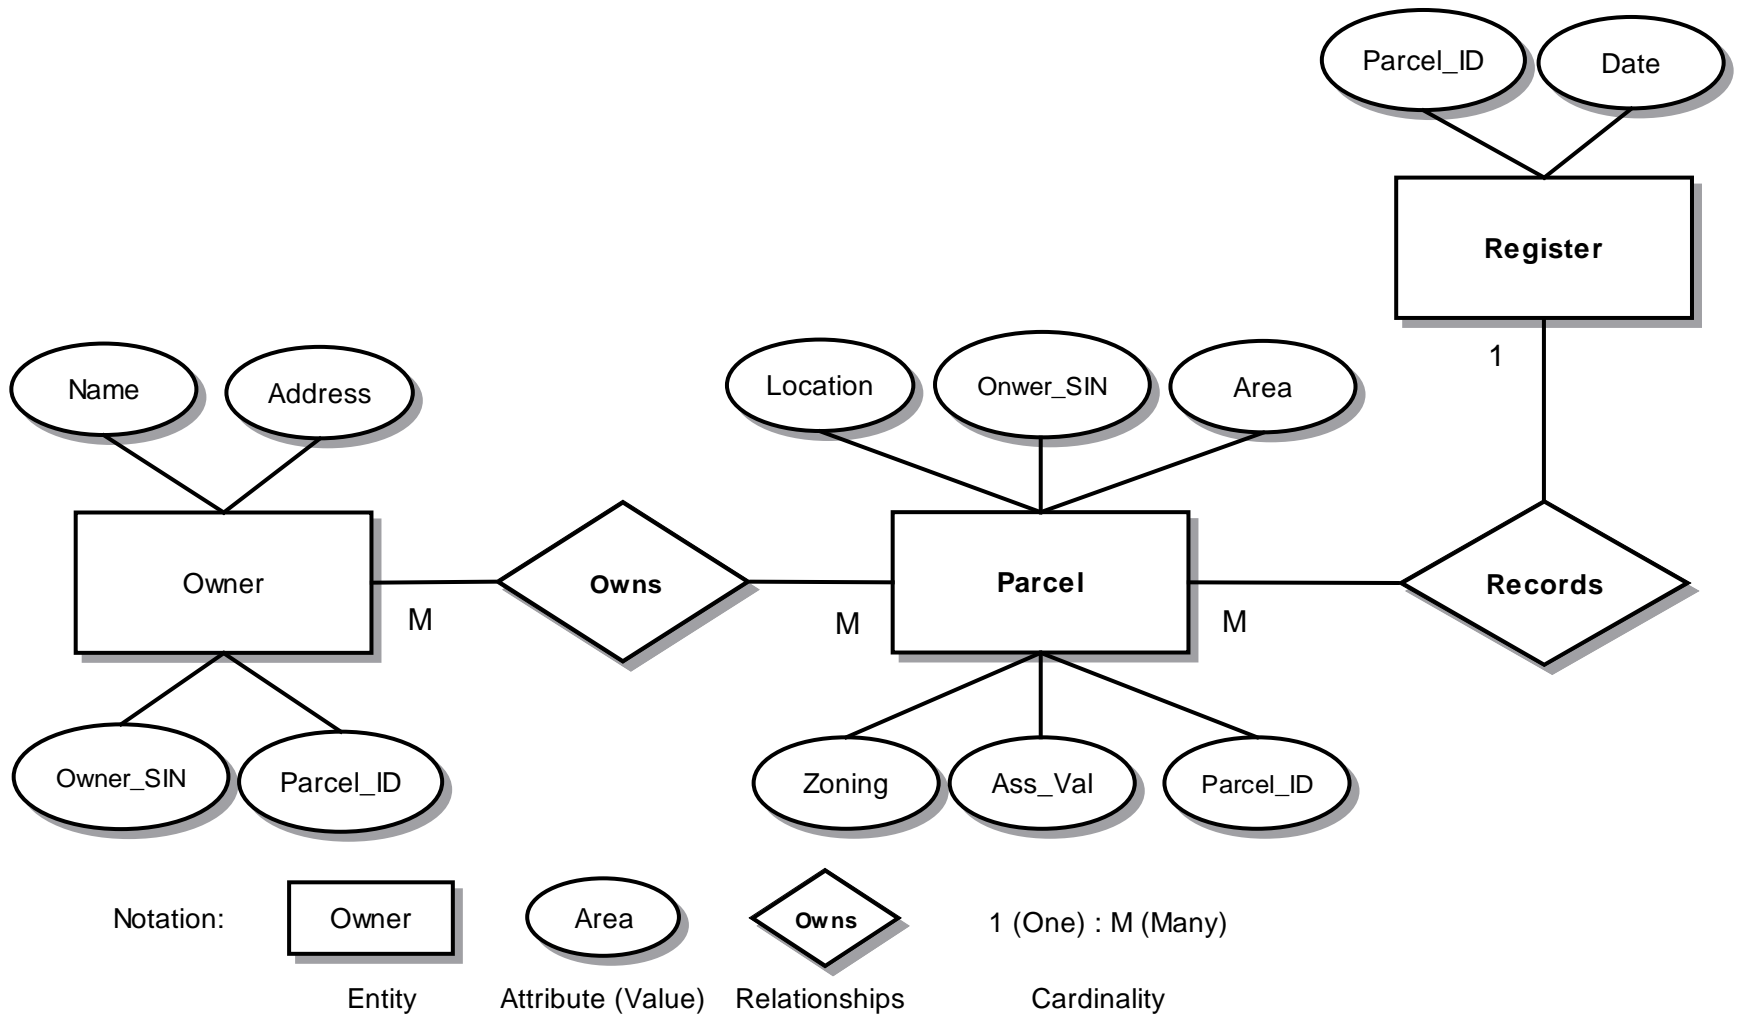 Parcel_ID
Date
Register
1
Name
Address
Location
Onwer_SIN
Area
Owner
M
Owns
M
Parcel
M
Records
Owner_SIN
Parcel_ID
Zoning
Ass_Val
Parcel_ID
Notation:
Owner
Area
Owns
1 (One) : M (Many)
Entity
Attribute (Value)
Relationships
Cardinality